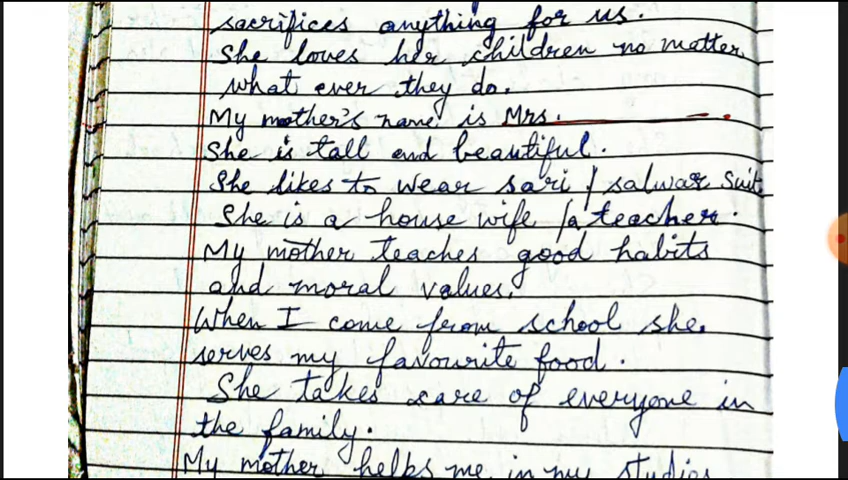 sacrifices anything for us.
She loves her children no matter
what ever they do.
My mother's name is Mrs. ______.
She is tall and beautiful.
She likes to wear sari / salwar suit
She is a house wife /a teacher.
My mother teaches good habits
and moral values.
When I come from school she
serves my favourite food.
She takes care of everyone in
the family.
My mother helps me in my studies